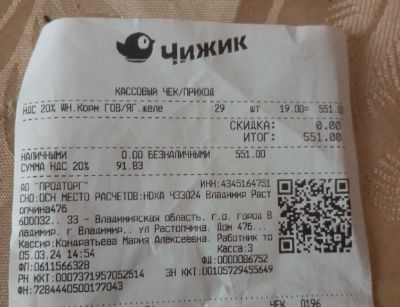 Чижик
КАССОВЫЙ ЧЕК/ПРИХОД
НДС 20% WH.Корм ГОВ/ЯГ.желе 29 шт 19.00= 551.00
СКИДКА: 0.00
ИТОГ: 551.00
НАЛИЧНЫМИ 0.00 БЕЗНАЛИЧНЫМИ 551.00
СУММА НДС 20% 91.83
АО "ПРОДТОРГ" ИНН:4345164751
СНО:ОСН МЕСТО РАСЧЕТОВ:НDХА Ч33024 Владимир Раст
опчина47б
600032.. 33 - Владимирская область. г.о. город В
ладимир. г Владимир.. ул Растопчина. Дом 47б...
Кассир:Кондратьева Мария Алексеевна. Работник то
05.03.24 14:54 Касса:3
ФП:0611566328 ФД:0000086752
РН ККТ:0007371957052514 ЗН ККТ:00105729455649
ФН:7284440500177043
ЧЕК 0196